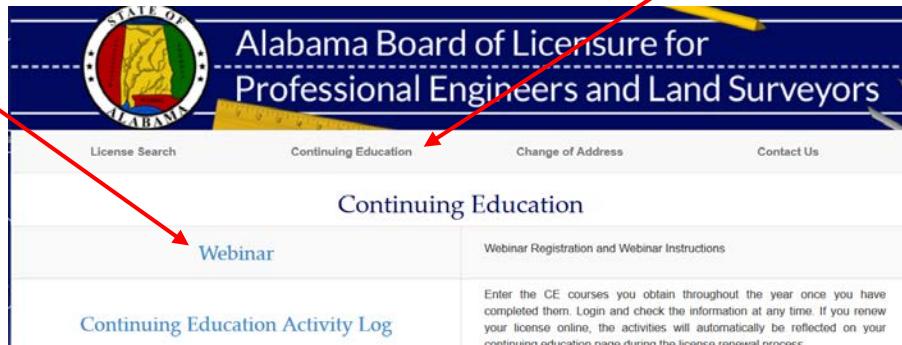 STATE OF
ALABAMA
Alabama Board of Licensure for
Professional Engineers and Land Surveyors
License Search Continuing Education Change of Address Contact Us
Continuing Education
Webinar
Webinar Registration and Webinar Instructions
Continuing Education Activity Log
Enter the CE courses you obtain throughout the year once you have
completed them. Login and check the information at any time. If you renew
your license online, the activities will automatically be reflected on your
continuing education page during the license renewal process.